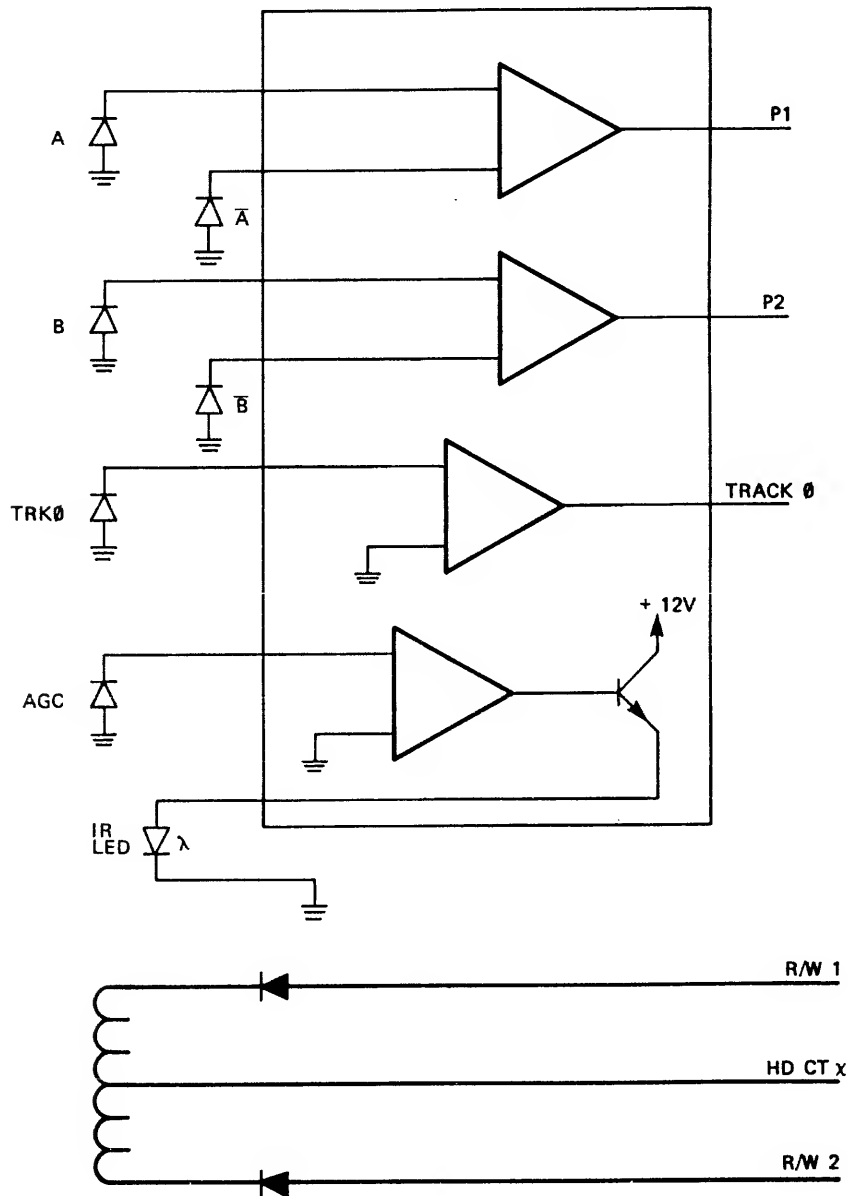 A
P1
A̅
B
P2
B̅
TRKØ
TRACK Ø
+ 12V
AGC
IR
LED
λ
R/W 1
HD CT χ
R/W 2